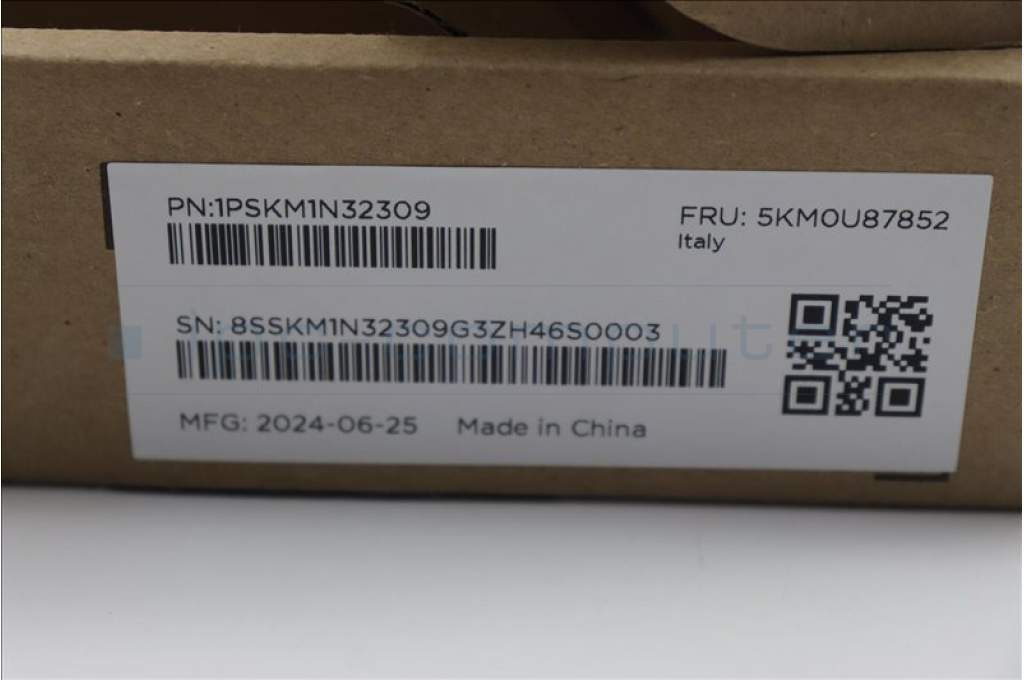 PN:1PSKM1N32309
FRU: 5KM0U87852
Italy
SN: 8SSKM1N32309G3ZH46S0003
MFG: 2024-06-25 Made in China